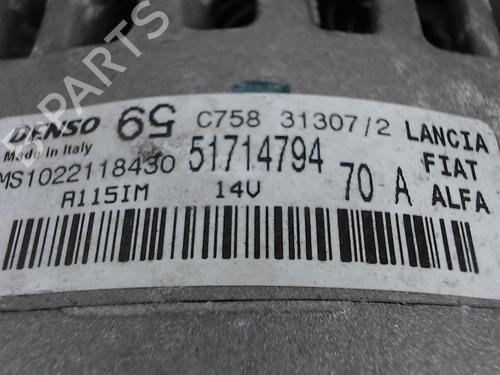 DENSO 59 C758 31307/2 LANCIA
Made in Italy 51714794 FIAT
MS1022118430 70 A ALFA
A115IM 14V
B-PARTS